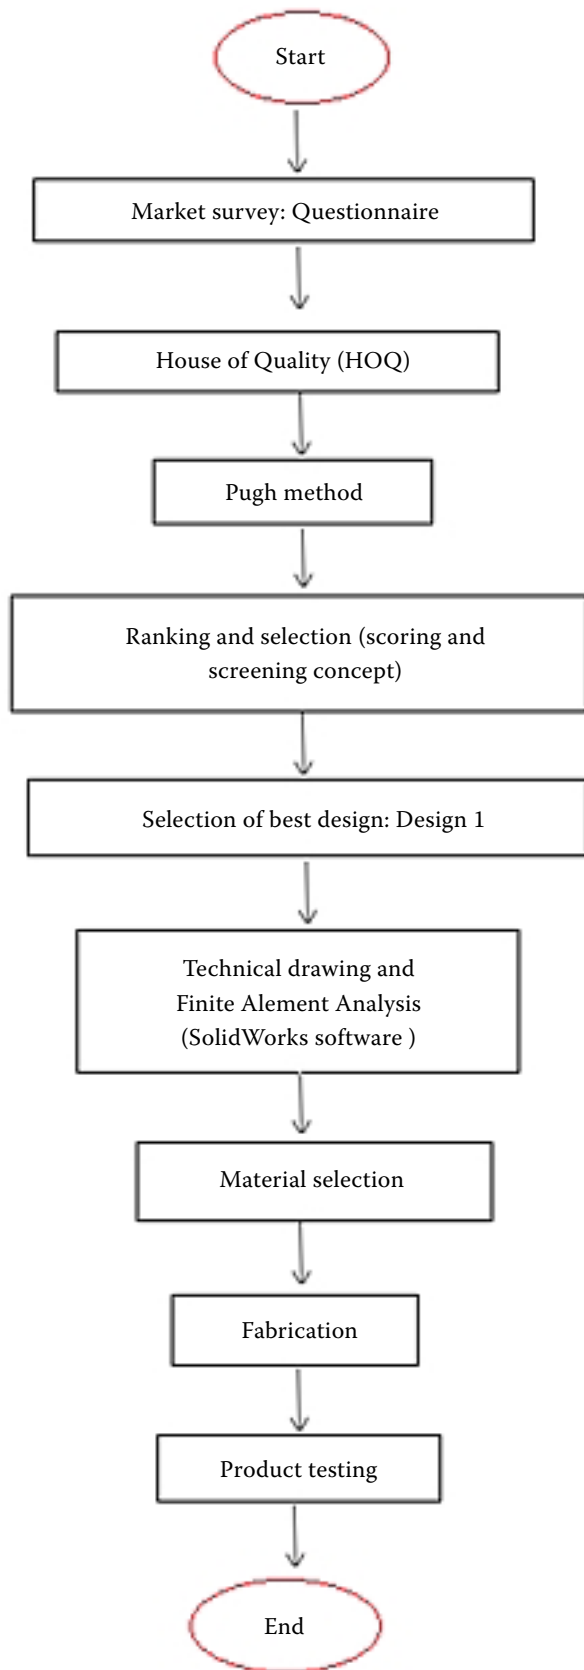 Start
Market survey: Questionnaire
House of Quality (HOQ)
Pugh method
Ranking and selection (scoring and
screening concept)
Selection of best design: Design 1
Technical drawing and
Finite Alement Analysis
(SolidWorks software )
Material selection
Fabrication
Product testing
End